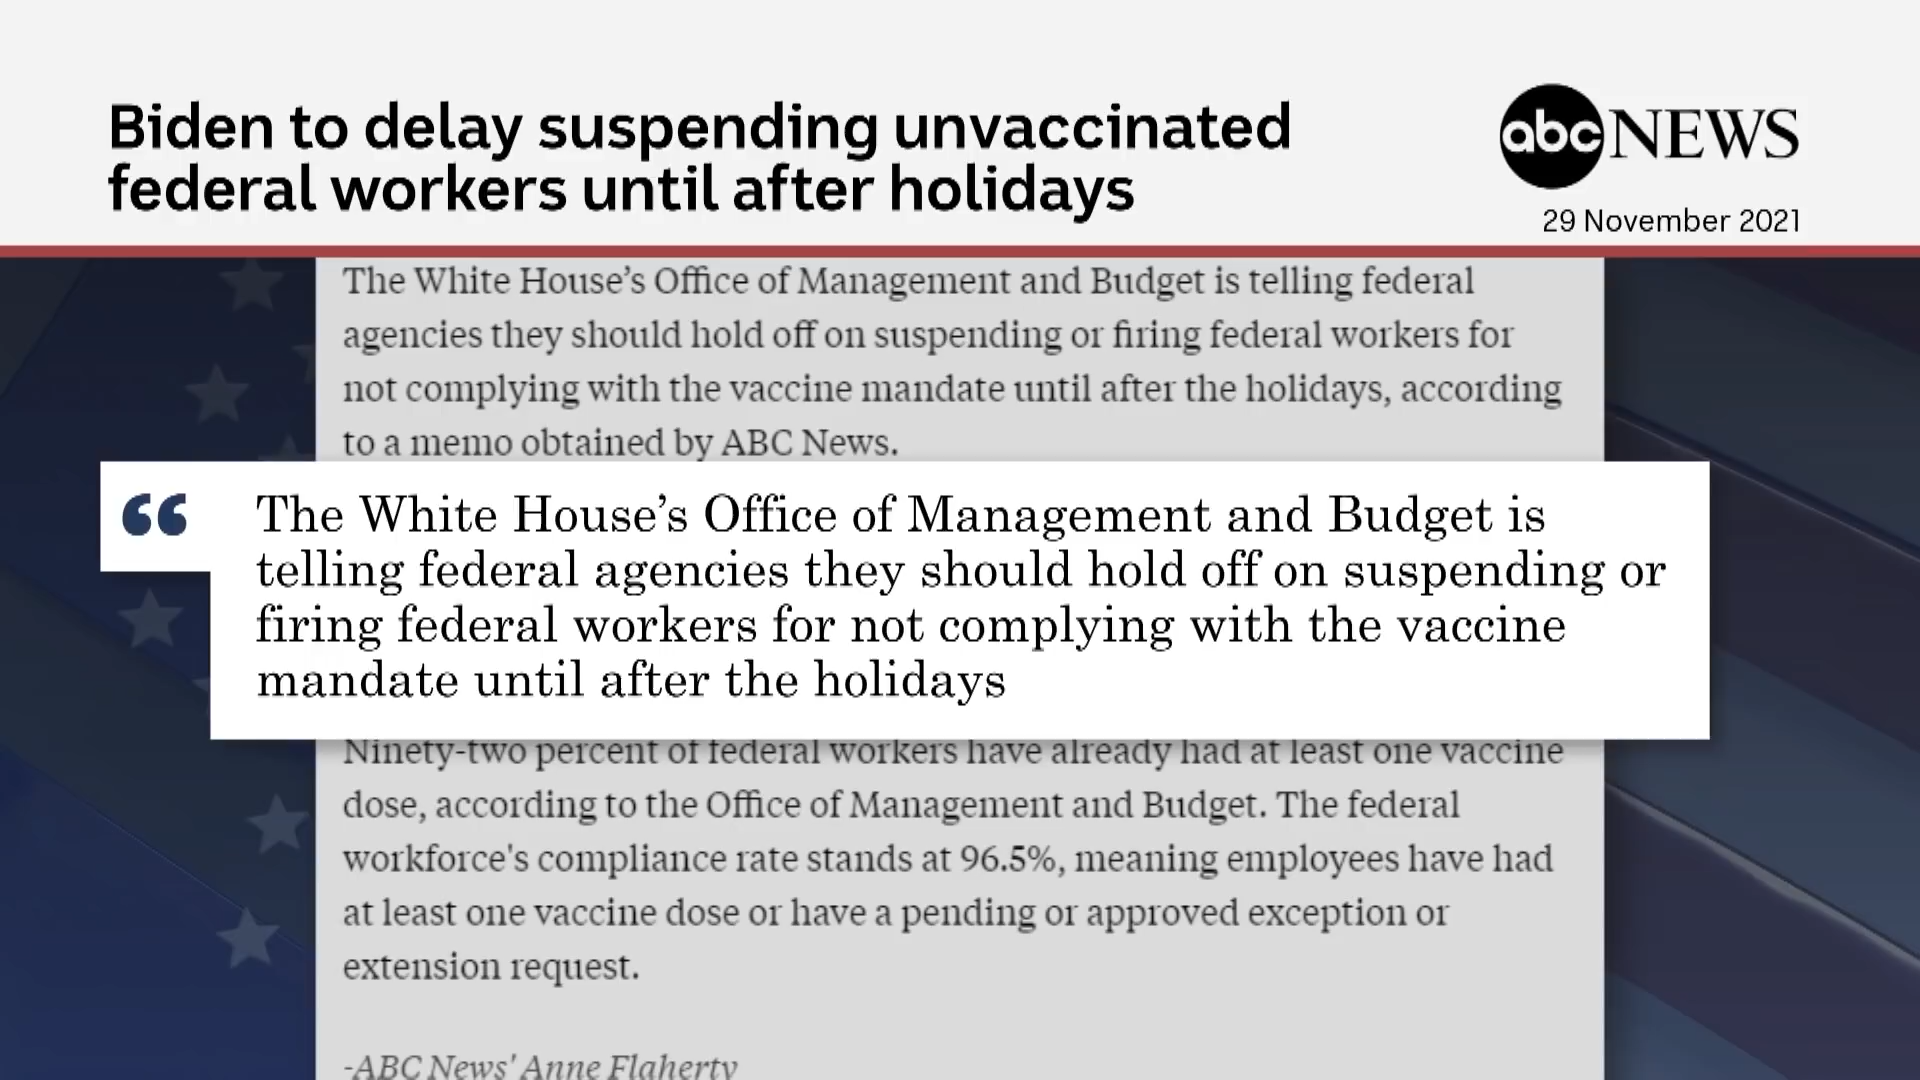 Biden to delay suspending unvaccinated
federal workers until after holidays
abc NEWS
29 November 2021
The White House’s Office of Management and Budget is telling federal
agencies they should hold off on suspending or firing federal workers for
not complying with the vaccine mandate until after the holidays, according
to a memo obtained by ABC News.
“ The White House’s Office of Management and Budget is
telling federal agencies they should hold off on suspending or
firing federal workers for not complying with the vaccine
mandate until after the holidays
Ninety-two percent of federal workers have already had at least one vaccine
dose, according to the Office of Management and Budget. The federal
workforce's compliance rate stands at 96.5%, meaning employees have had
at least one vaccine dose or have a pending or approved exception or
extension request.
-ABC News' Anne Flaherty